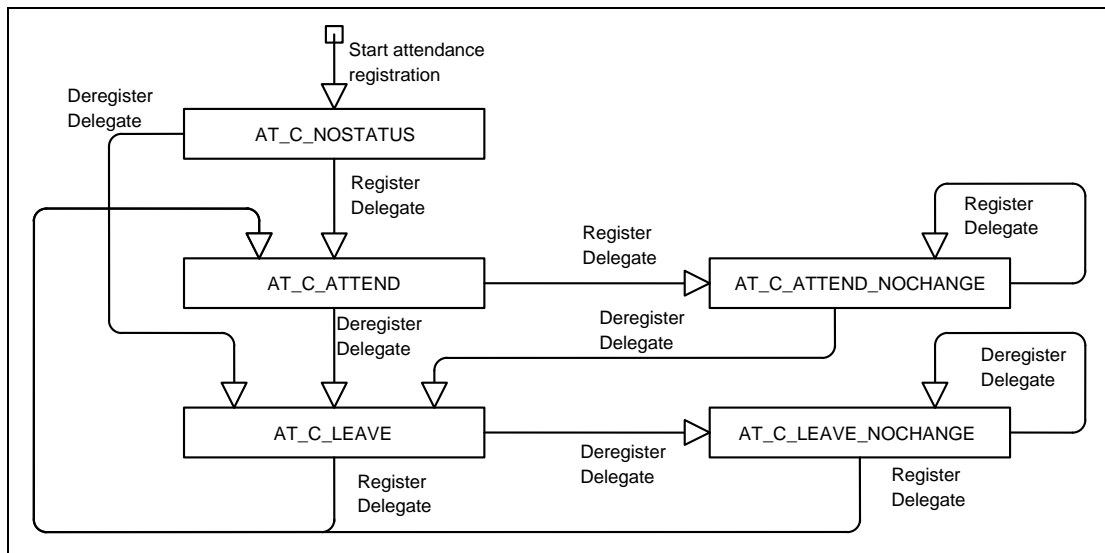 Start attendance
registration
Deregister
Delegate
AT_C_NOSTATUS
Register
Delegate
Register
Delegate
Register
Delegate
AT_C_ATTEND
AT_C_ATTEND_NOCHANGE
Deregister
Delegate
Deregister
Delegate
Deregister
Delegate
AT_C_LEAVE
AT_C_LEAVE_NOCHANGE
Deregister
Delegate
Register
Delegate
Register
Delegate